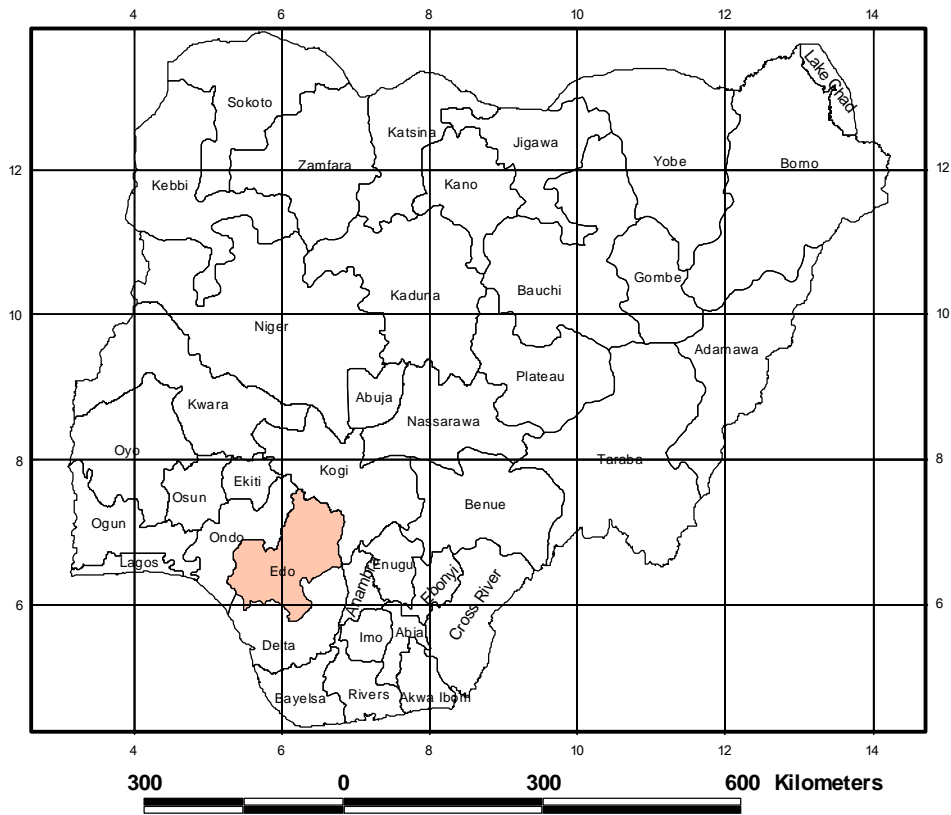 4 6 8 10 12 14
Lake Chad
Sokoto
Katsina
Jigawa
Yobe
Borno
12 12
Zamfara
Kebbi
Kano
Gombe
Bauchi
Kaduna
10 10
Niger
Adamawa
Plateau
Abuja
Kwara
Nassarawa
Oyo
8 8
Taraba
Kogi
Ekiti
Osun
Benue
Ogun
Ondo
Lagos
Edo
Anambra
Enugu
Ebonyi
Cross River
6 6
Delta
Imo
Abia
Bayelsa
Rivers
Akwa Ibom
4 6 8 10 12 14
300 0 300 600 Kilometers